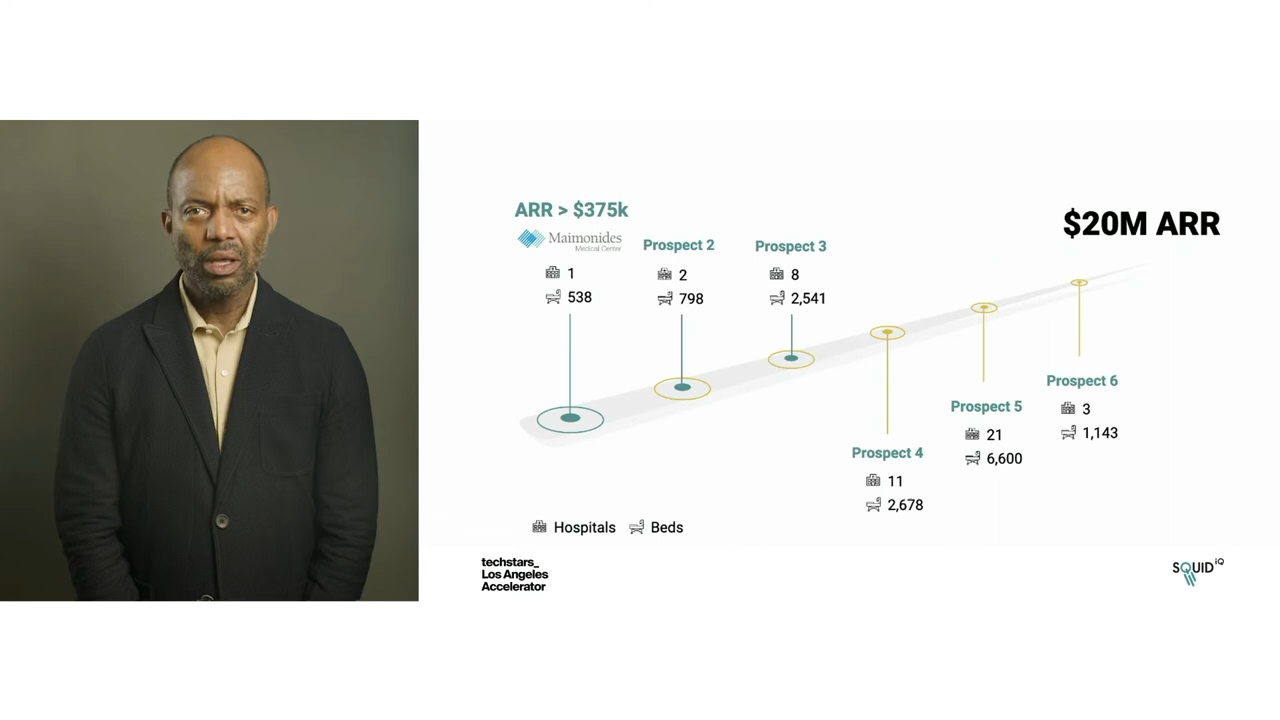 ARR > $375k
Maimonides
Medical Center
1
538
Prospect 2
2
798
Prospect 3
8
2,541
$20M ARR
Prospect 4
11
2,678
Prospect 5
21
6,600
Prospect 6
3
1,143
Hospitals Beds
techstars_
Los Angeles
Accelerator
SQUID iQ